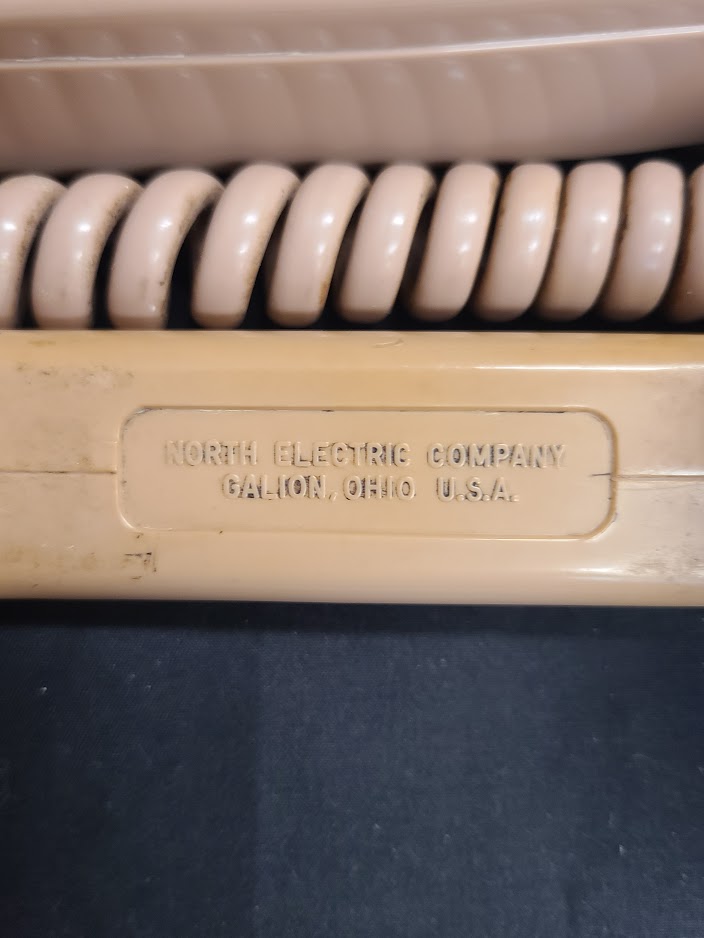 NORTH ELECTRIC COMPANY
GALION, OHIO U.S.A.